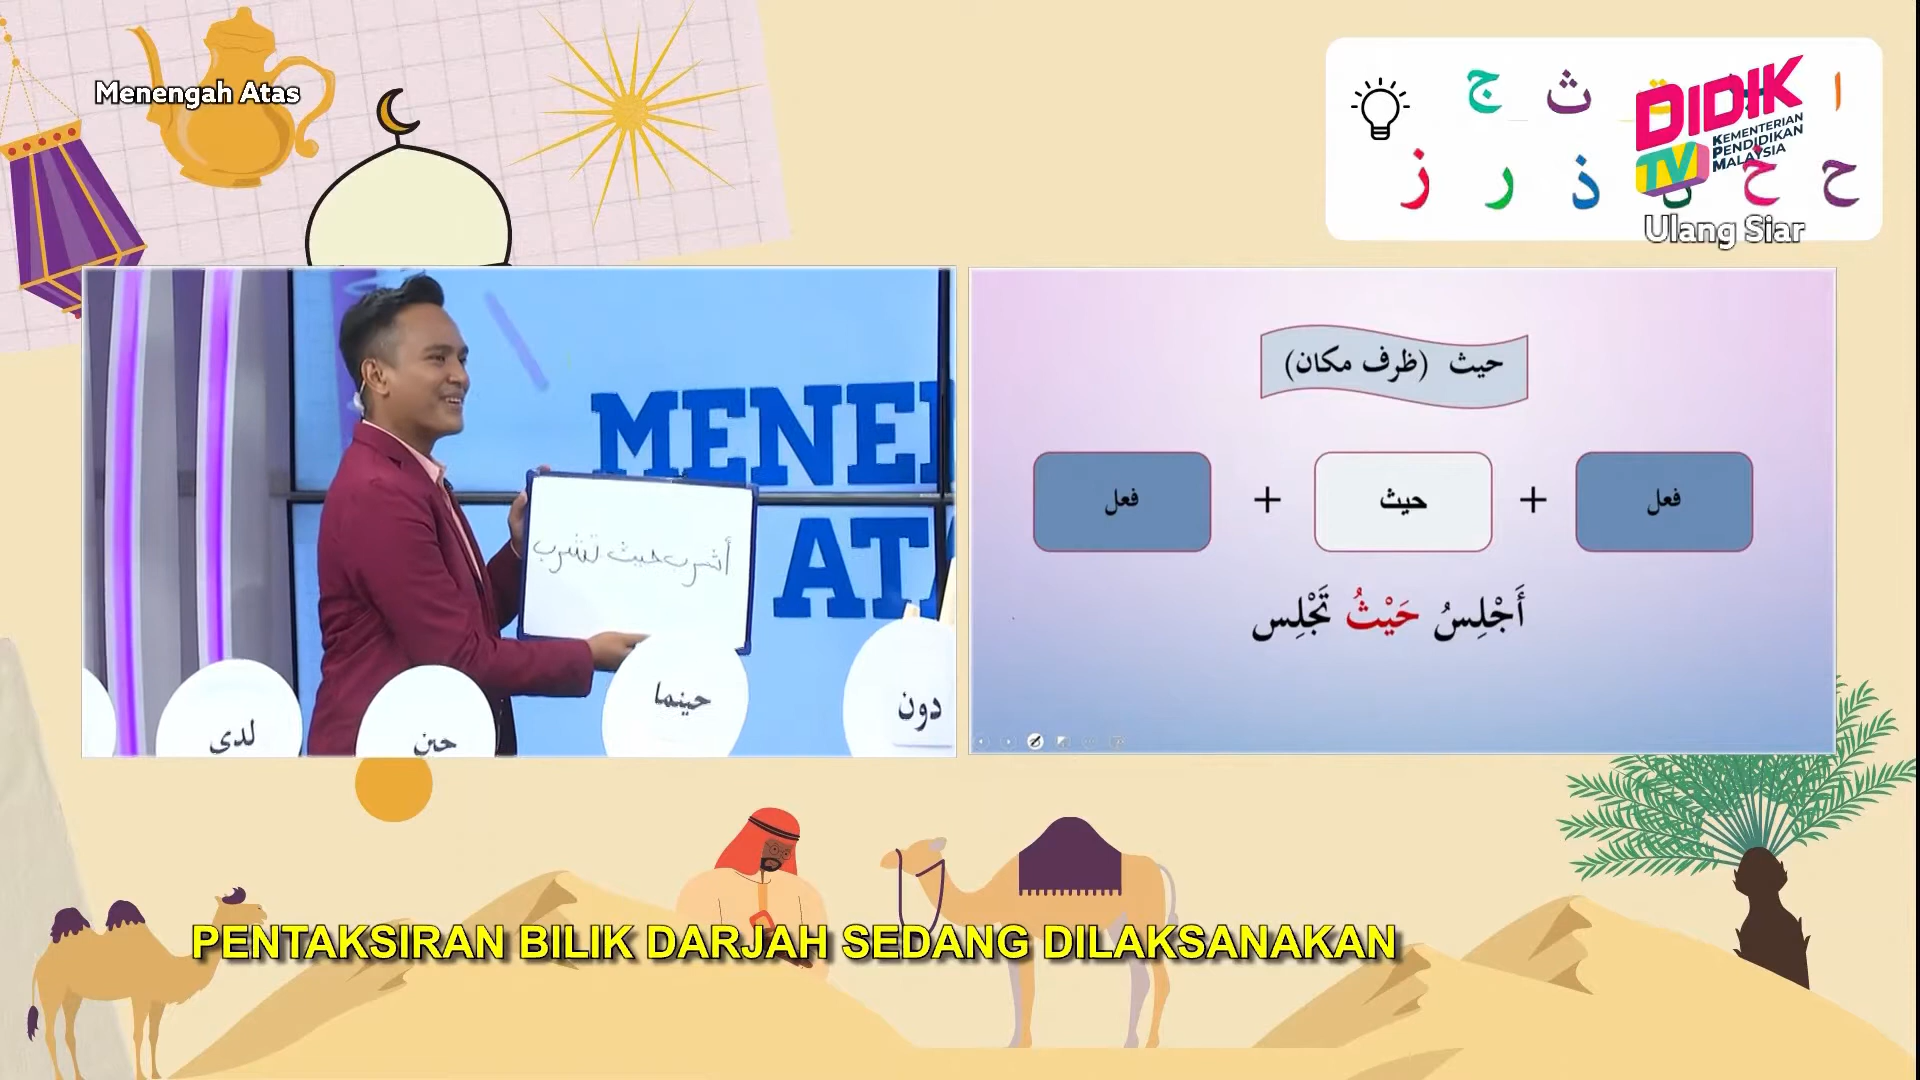 Menengah Atas
ا ث ج
ح خ ذ ر ز
DIDIK
TV
KEMENTERIAN
PENDIDIKAN
MALAYSIA
Ulang Siar
MENE
ATA
أشرب حيث تشرب
لدى
حين
حينما
دون
حيث (ظرف مكان)
فعل + حيث + فعل
أَجْلِسُ حَيْثُ تَجْلِس
PENTAKSIRAN BILIK DARJAH SEDANG DILAKSANAKAN